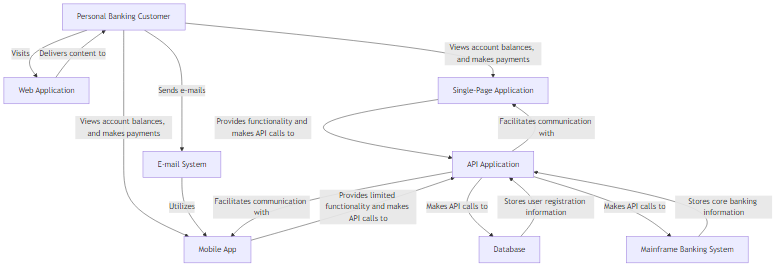 Personal Banking Customer
Visits
Delivers content to
Views account balances,
and makes payments
Web Application
Sends e-mails
Single-Page Application
Views account balances,
and makes payments
Provides functionality and
makes API calls to
Facilitates communication
with
E-mail System
API Application
Utilizes
Facilitates communication
with
Provides limited
functionality and makes
API calls to
Makes API calls to
Stores user registration
information
Makes API calls to
Stores core banking
information
Mobile App
Database
Mainframe Banking System